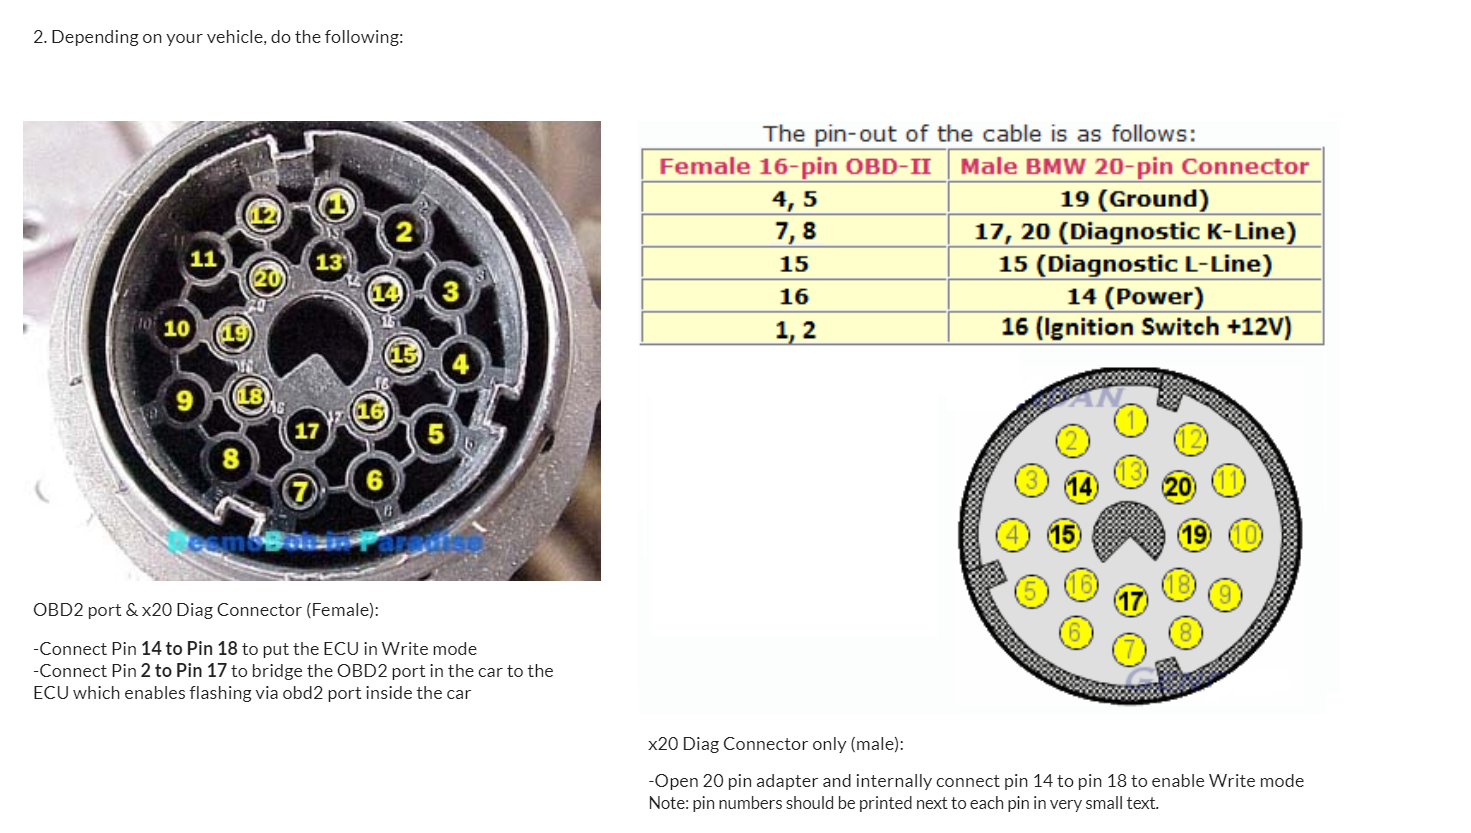 2. Depending on your vehicle, do the following:
The pin-out of the cable is as follows:
Female 16-pin OBD-II Male BMW 20-pin Connector
4, 5 19 (Ground)
7, 8 17, 20 (Diagnostic K-Line)
15 15 (Diagnostic L-Line)
16 14 (Power)
1, 2 16 (Ignition Switch +12V)
12 1
2
11 13
20 14 3
10 19
15 4
9 18
16
17 5
8
7 6
DesmoBob in Paradise
1
2 12
3 14 13 20 11
4 15 19 10
5 16 17 18 9
6 8
7
OBD2 port & x20 Diag Connector (Female):
-Connect Pin 14 to Pin 18 to put the ECU in Write mode
-Connect Pin 2 to Pin 17 to bridge the OBD2 port in the car to the
ECU which enables flashing via obd2 port inside the car
x20 Diag Connector only (male):
-Open 20 pin adapter and internally connect pin 14 to pin 18 to enable Write mode
Note: pin numbers should be printed next to each pin in very small text.